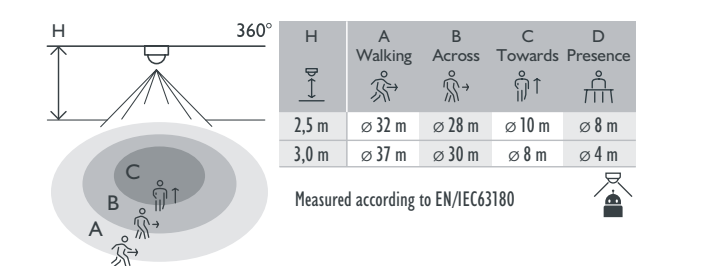 H
360°
C
B
A
H A B C D
Walking Across Towards Presence
2,5 m ⌀ 32 m ⌀ 28 m ⌀ 10 m ⌀ 8 m
3,0 m ⌀ 37 m ⌀ 30 m ⌀ 8 m ⌀ 4 m
Measured according to EN/IEC63180